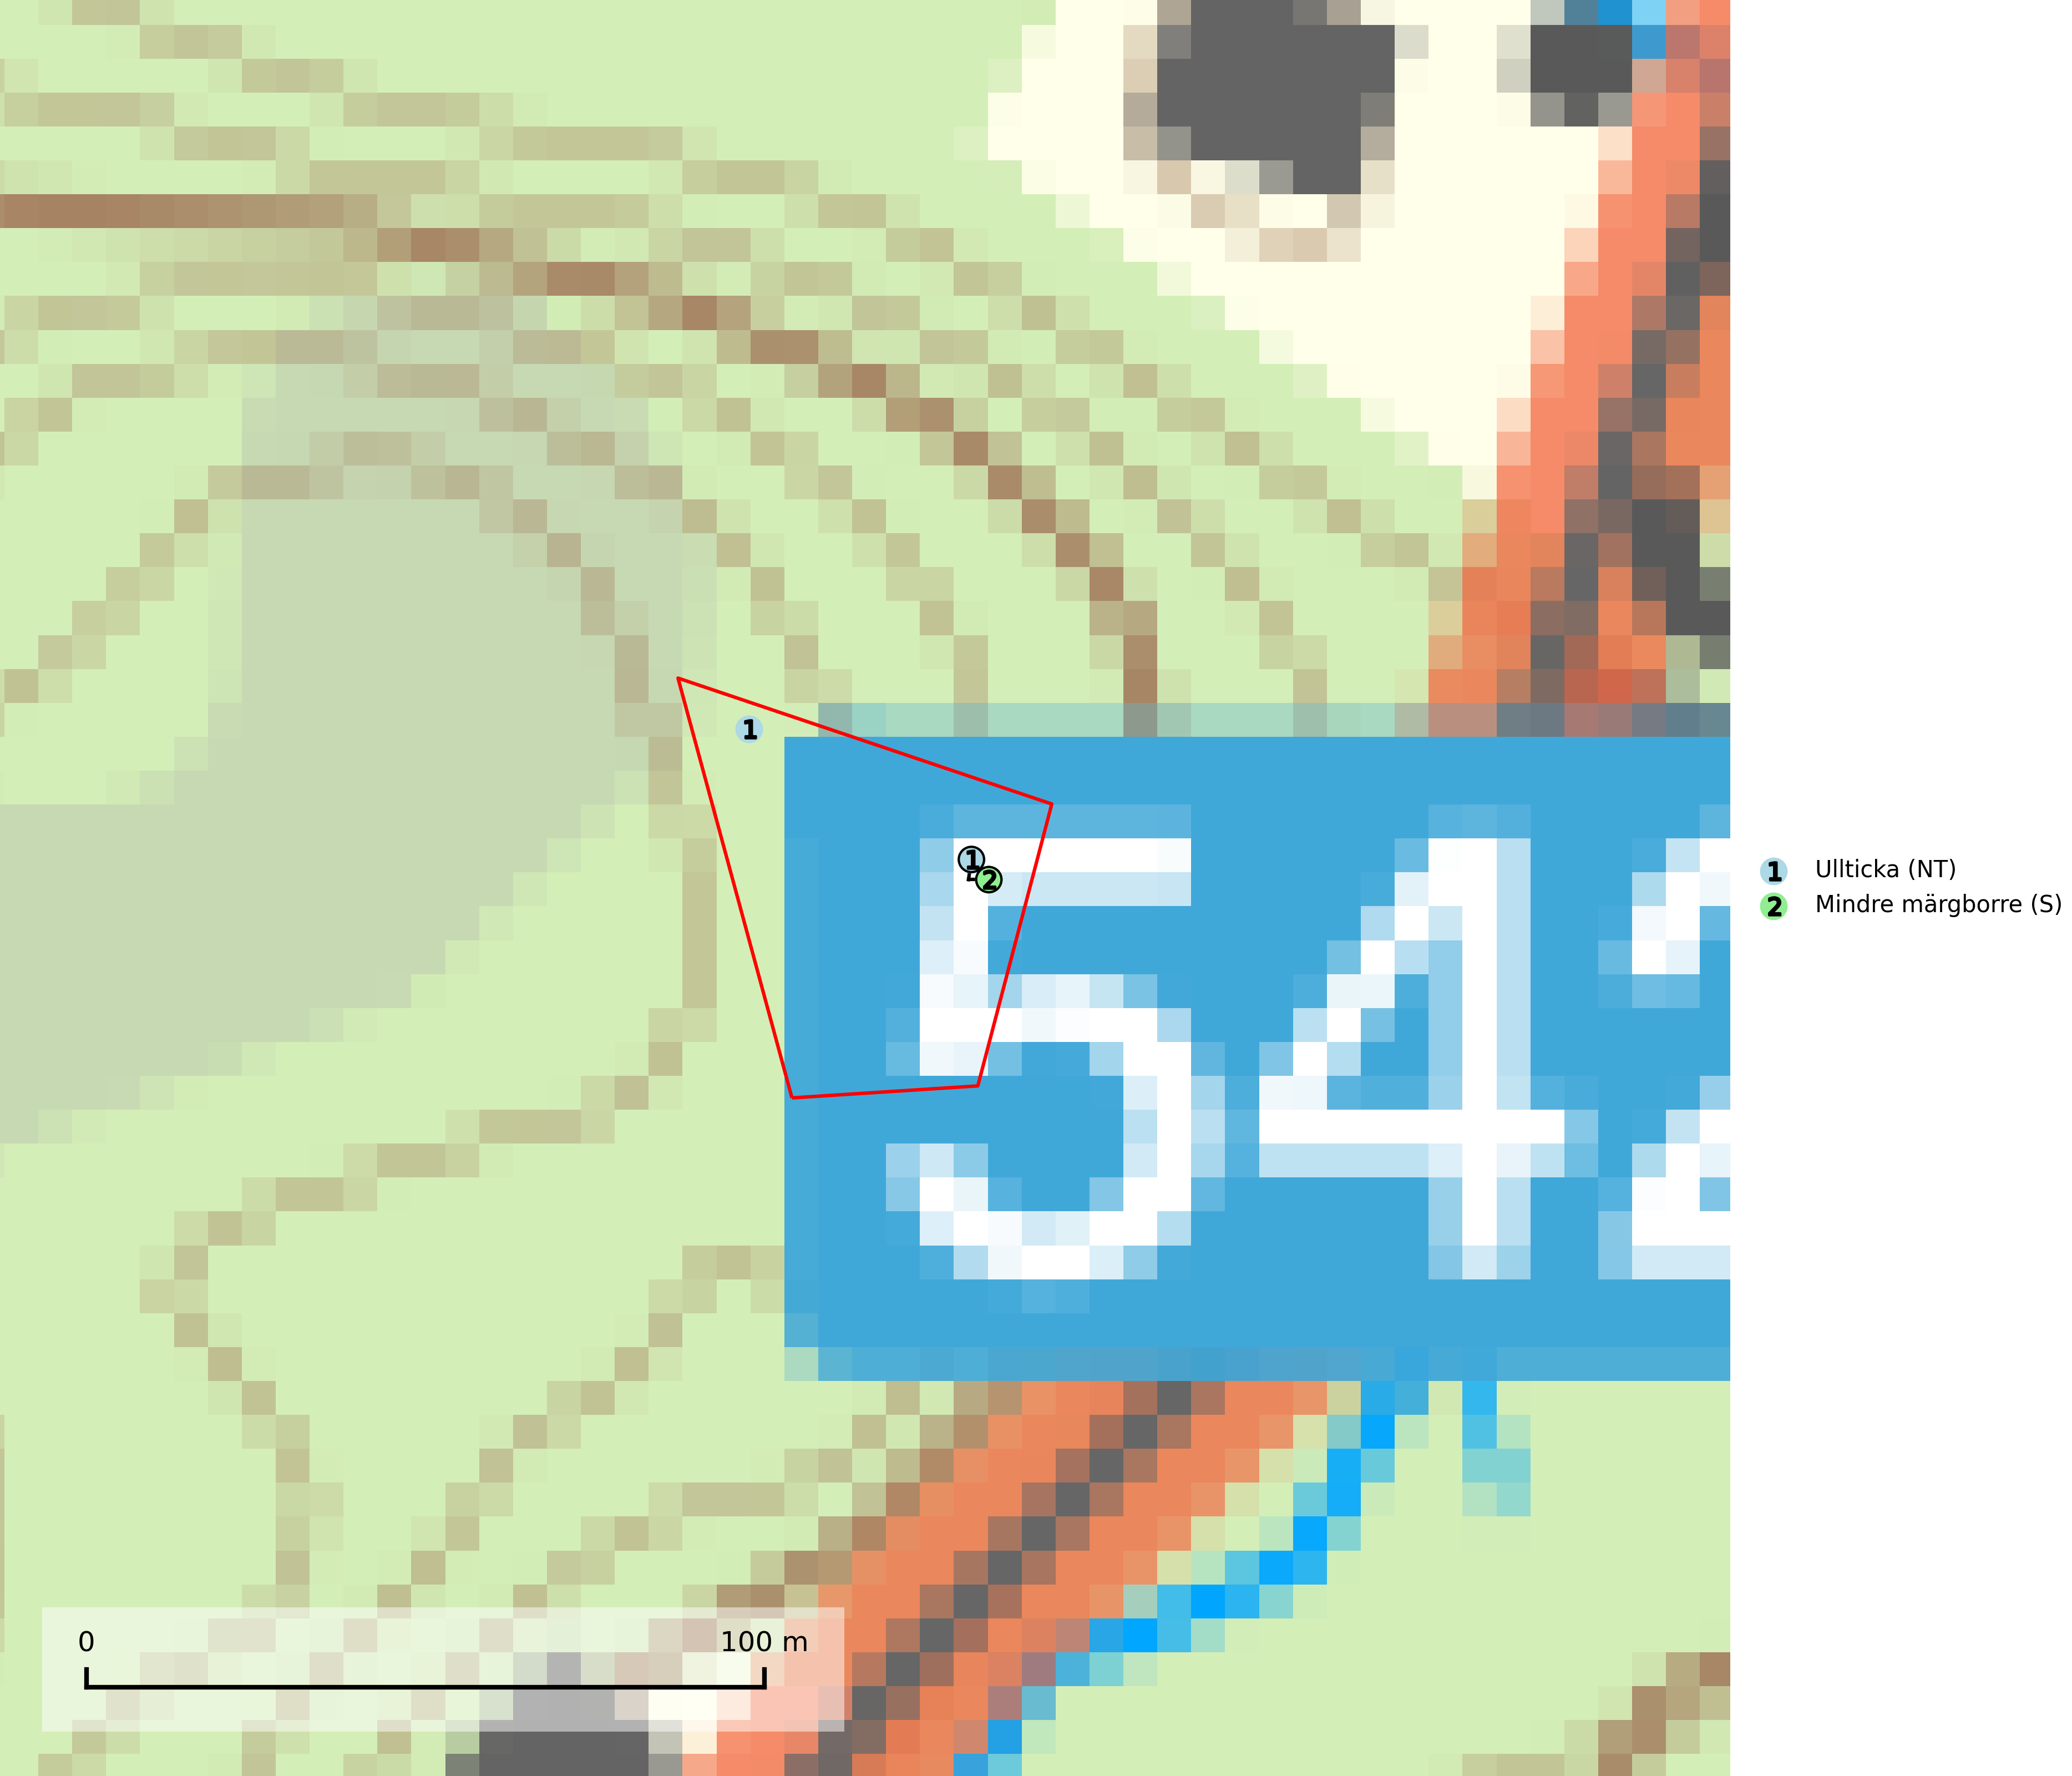 1
1
2
54
1 Ullticka (NT)
2 Mindre märgborre (S)
0 100 m